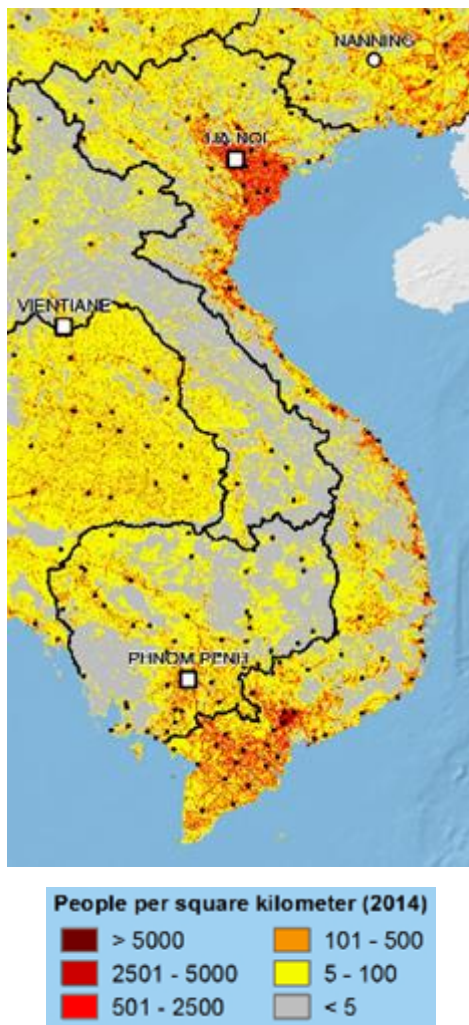 NANNING
HA NOI
VIENTIANE
PHNOM PENH
People per square kilometer (2014)
> 5000
101 - 500
2501 - 5000
5 - 100
501 - 2500
< 5